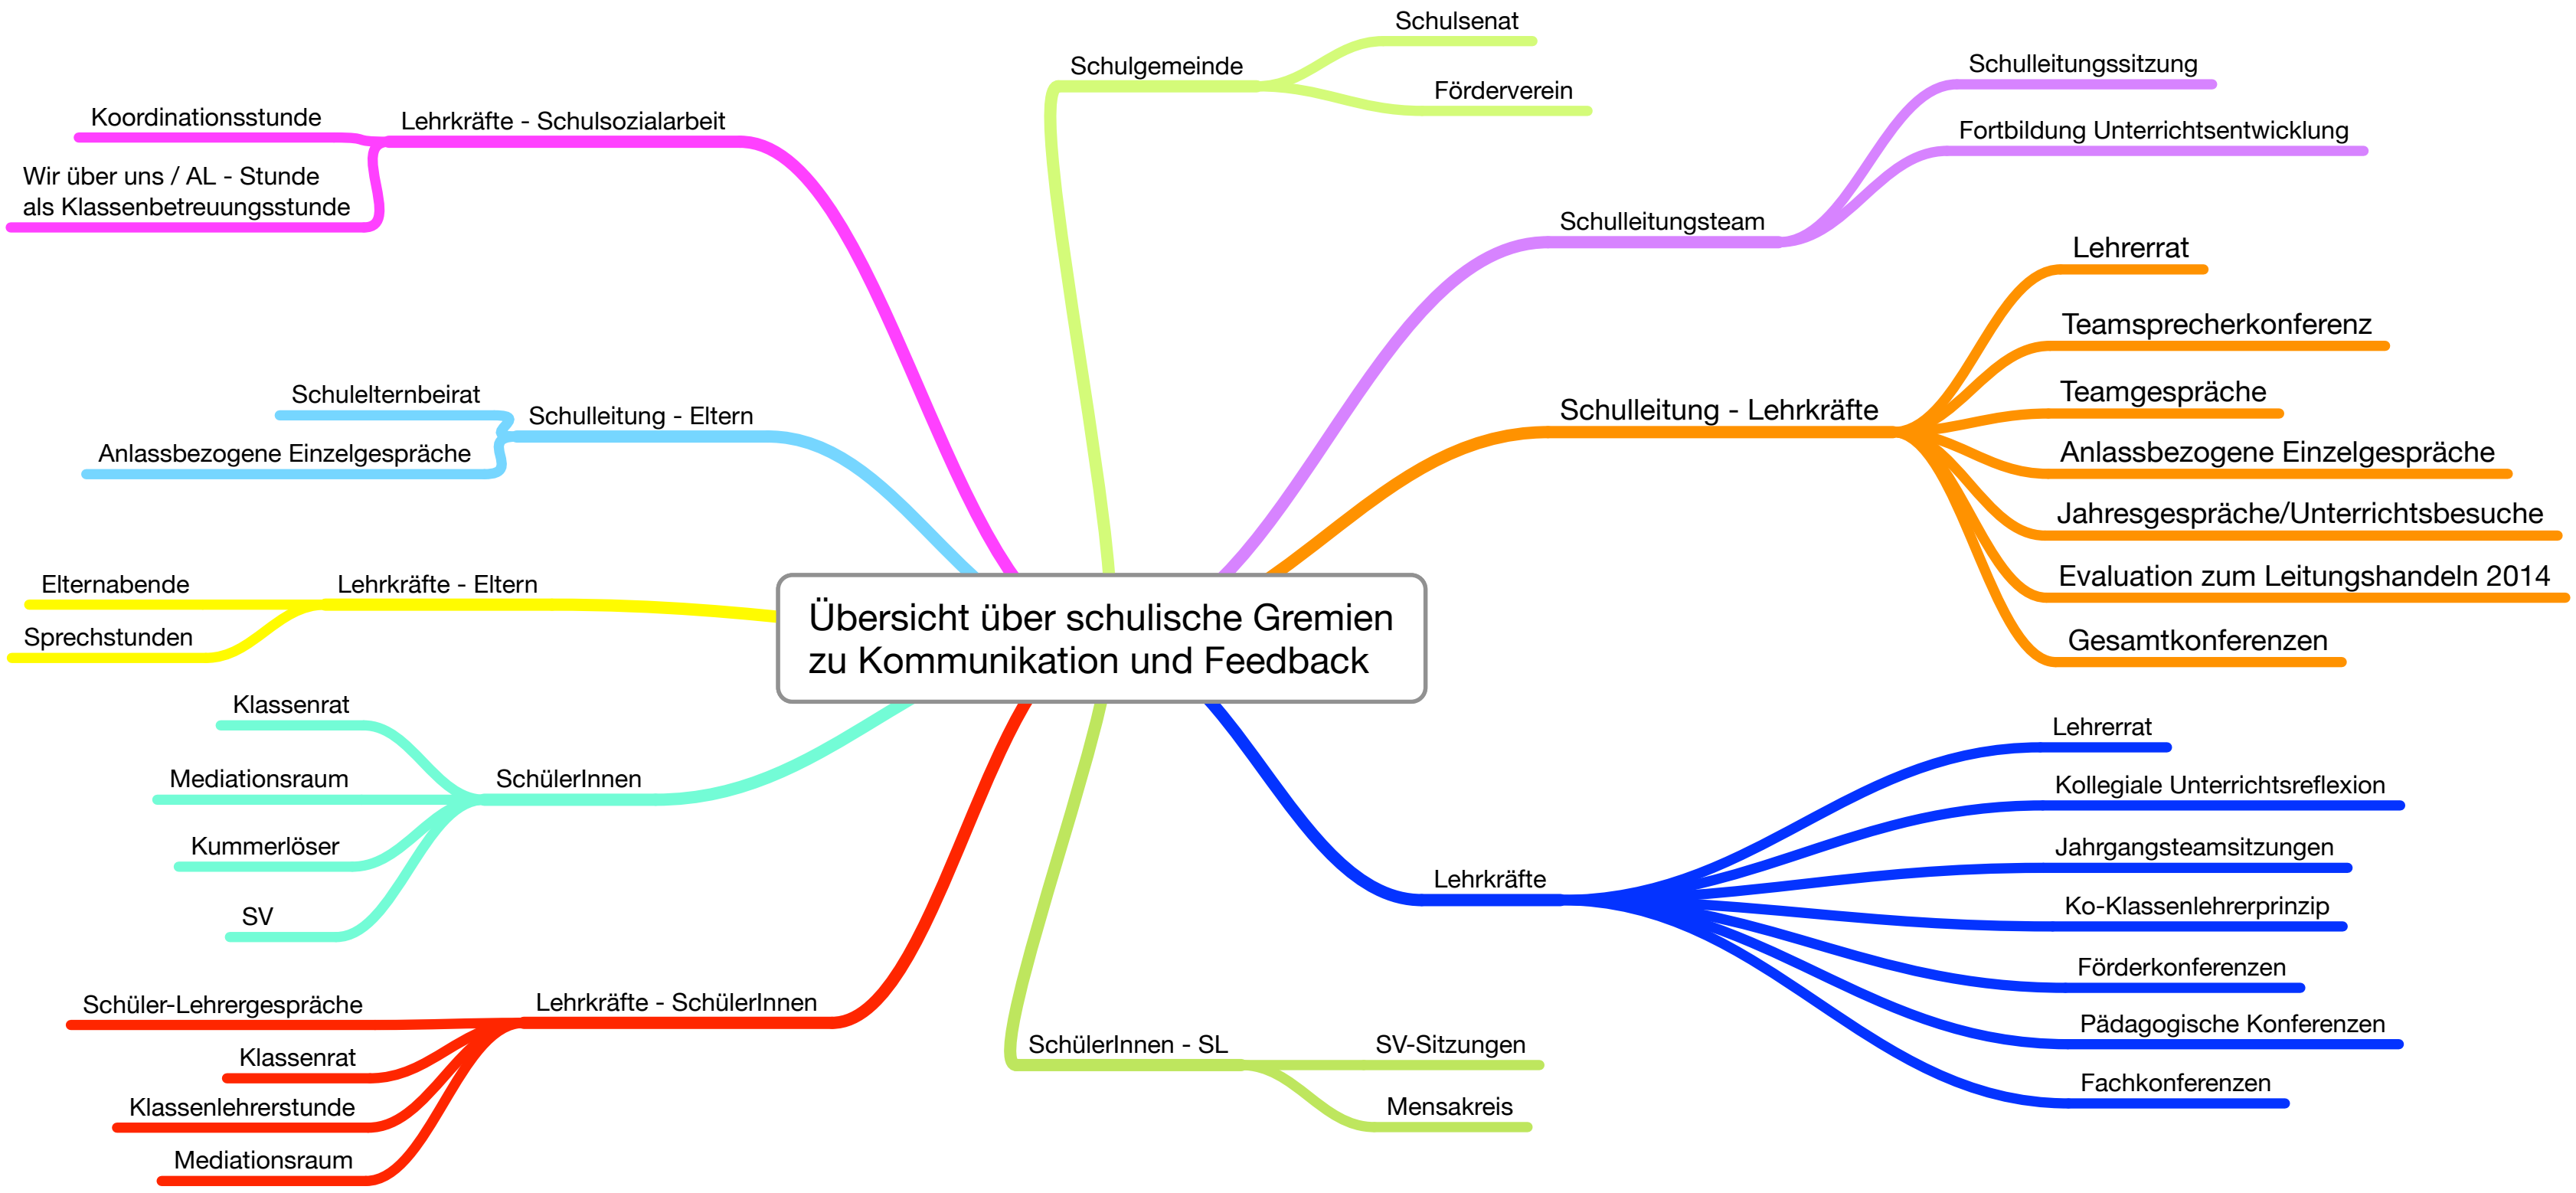 Übersicht über schulische Gremien
zu Kommunikation und Feedback
Schulgemeinde
Schulsenat
Förderverein
Schulleitungsteam
Schulleitungssitzung
Fortbildung Unterrichtsentwicklung
Schulleitung - Lehrkräfte
Lehrerrat
Teamsprecherkonferenz
Teamgespräche
Anlassbezogene Einzelgespräche
Jahresgespräche/Unterrichtsbesuche
Evaluation zum Leitungshandeln 2014
Gesamtkonferenzen
Lehrkräfte
Lehrerrat
Kollegiale Unterrichtsreflexion
Jahrgangsteamsitzungen
Ko-Klassenlehrerprinzip
Förderkonferenzen
Pädagogische Konferenzen
Fachkonferenzen
SchülerInnen - SL
SV-Sitzungen
Mensakreis
Lehrkräfte - SchülerInnen
Schüler-Lehrergespräche
Klassenrat
Klassenlehrerstunde
Mediationsraum
SchülerInnen
Klassenrat
Mediationsraum
Kummerlöser
SV
Lehrkräfte - Eltern
Elternabende
Sprechstunden
Schulleitung - Eltern
Schulelternbeirat
Anlassbezogene Einzelgespräche
Lehrkräfte - Schulsozialarbeit
Koordinationsstunde
Wir über uns / AL - Stunde
als Klassenbetreuungsstunde